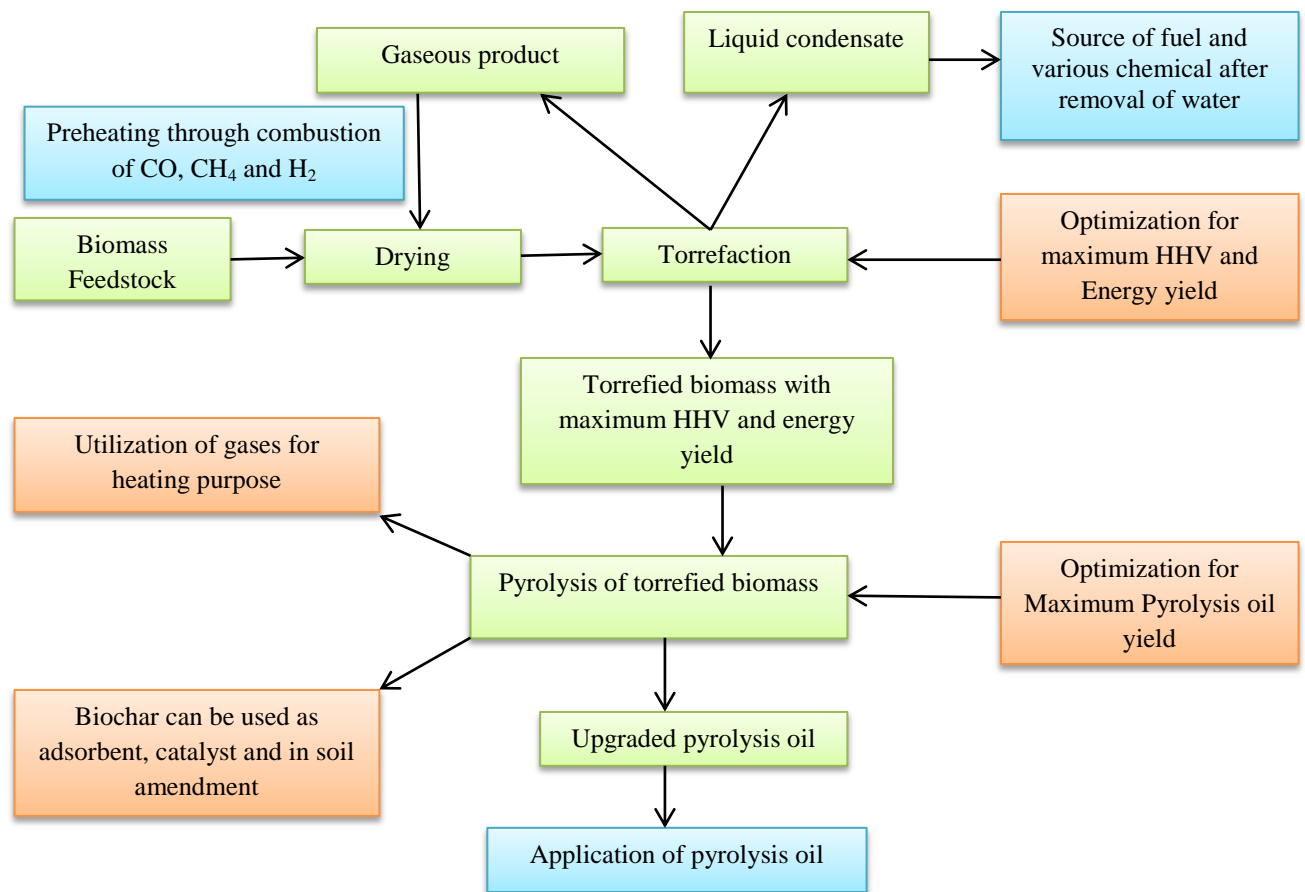 Gaseous product
Liquid condensate
Source of fuel and
various chemical after
removal of water
Preheating through combustion
of CO, CH₄ and H₂
Biomass
Feedstock
Drying
Torrefaction
Optimization for
maximum HHV and
Energy yield
Torrefied biomass with
maximum HHV and energy
yield
Utilization of gases for
heating purpose
Pyrolysis of torrefied biomass
Optimization for
Maximum Pyrolysis oil
yield
Biochar can be used as
adsorbent, catalyst and in soil
amendment
Upgraded pyrolysis oil
Application of pyrolysis oil